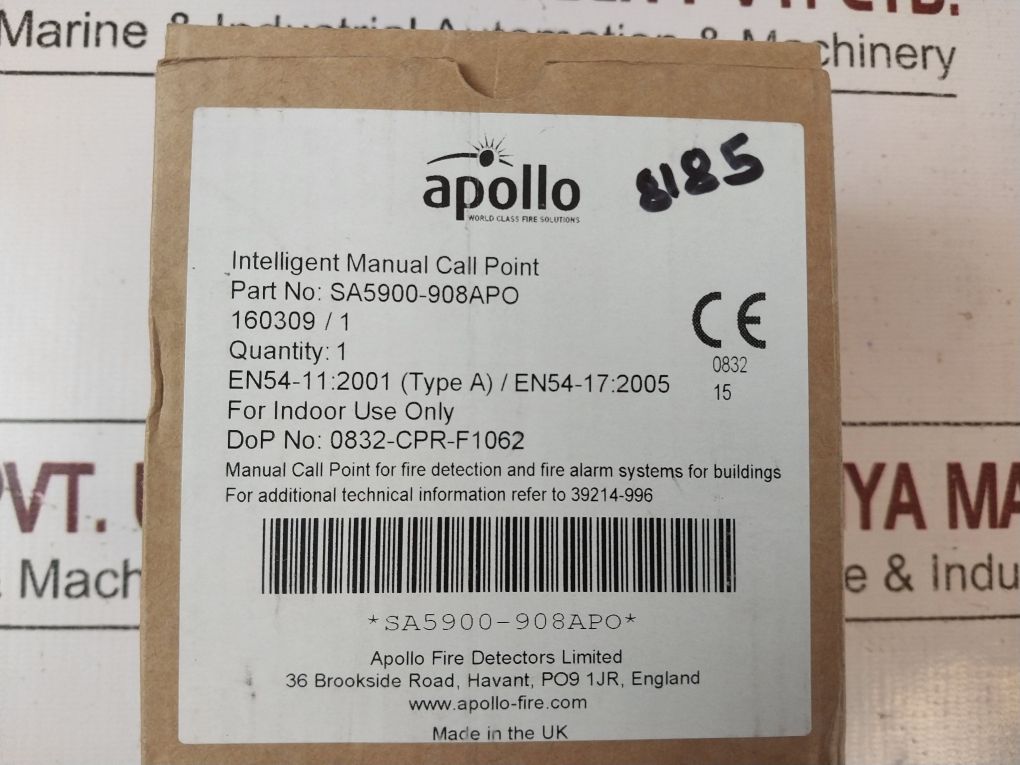 Marine & Industrial Automation & Machinery
apollo
WORLD CLASS FIRE SOLUTIONS
8185
Intelligent Manual Call Point
Part No: SA5900-908APO
160309 / 1
Quantity: 1
EN54-11:2001 (Type A) / EN54-17:2005
For Indoor Use Only
DoP No: 0832-CPR-F1062
CE
0832
15
Manual Call Point for fire detection and fire alarm systems for buildings
For additional technical information refer to 39214-996
*SA5900-908APO*
Apollo Fire Detectors Limited
36 Brookside Road, Havant, PO9 1JR, England
www.apollo-fire.com
Made in the UK
PVT.
YA MA
& Mach
e & Indu